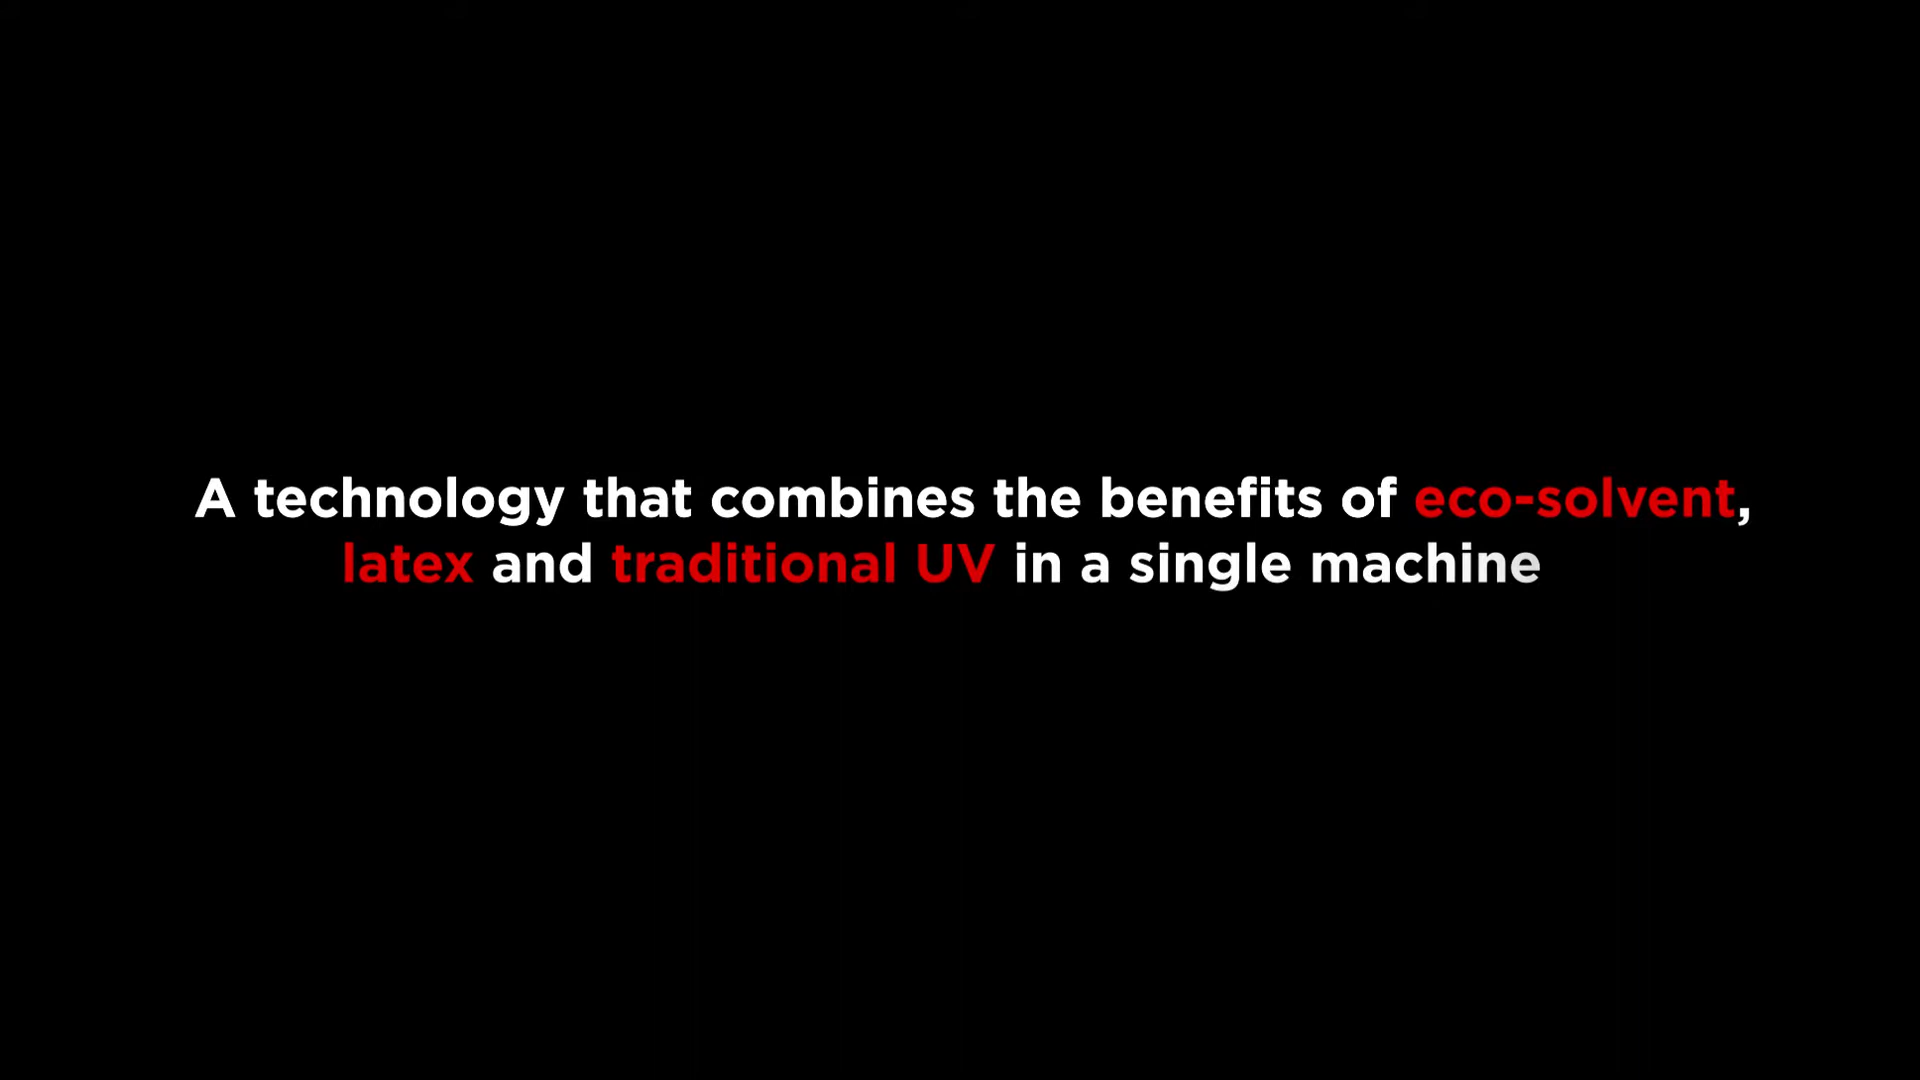 A technology that combines the benefits of eco-solvent,
latex and traditional UV in a single machine